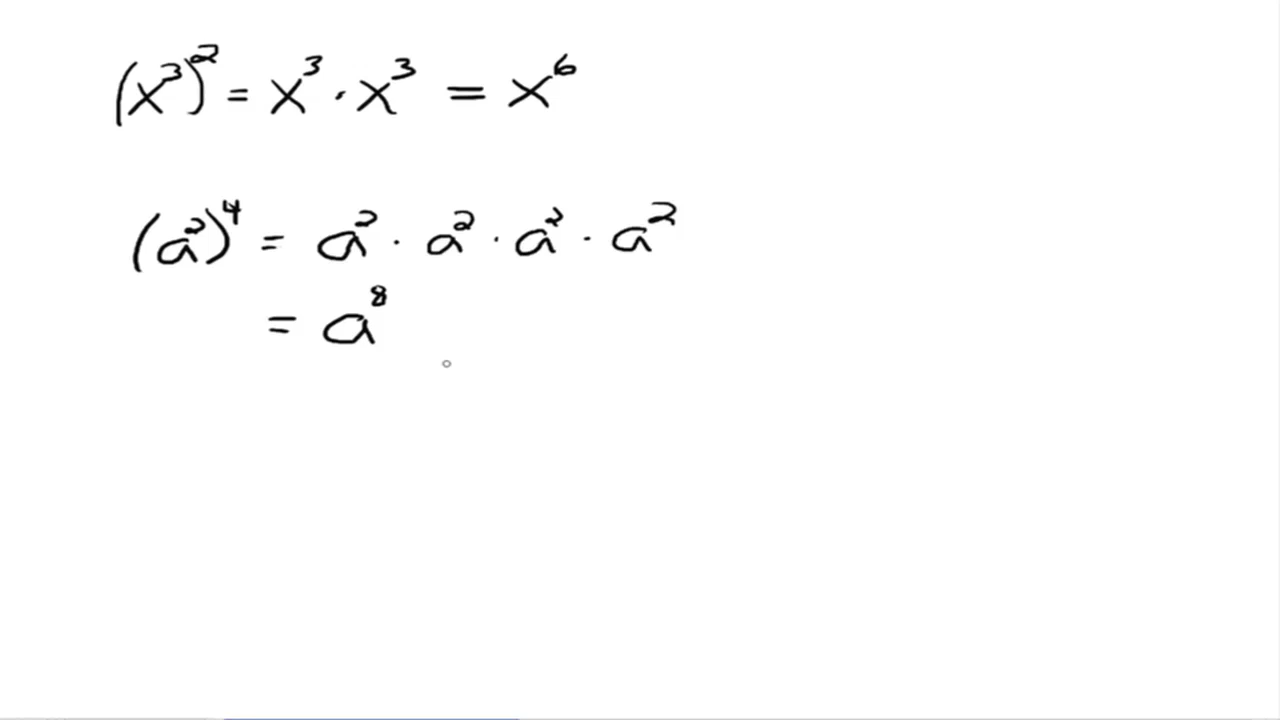 (x³)² = x³ · x³ = x⁶
(a²)⁴ = a² · a² · a² · a²
= a⁸